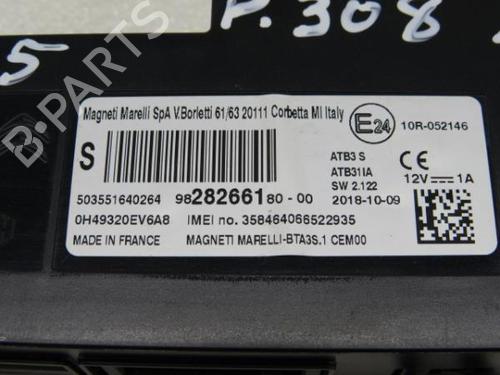 P. 308
5
Magneti Marelli SpA V.Borletti 61/63 20111 Corbetta MI Italy
S
E24
10R-052146
ATB3 S
CE
ATB31IA
SW 2.122
12V 1A
503551640264
9828266180-00
2018-10-09
0H49320EV6A8
IMEI no. 358464066522935
MADE IN FRANCE
MAGNETI MARELLI-BTA3S.1 CEM00
B-PARTS